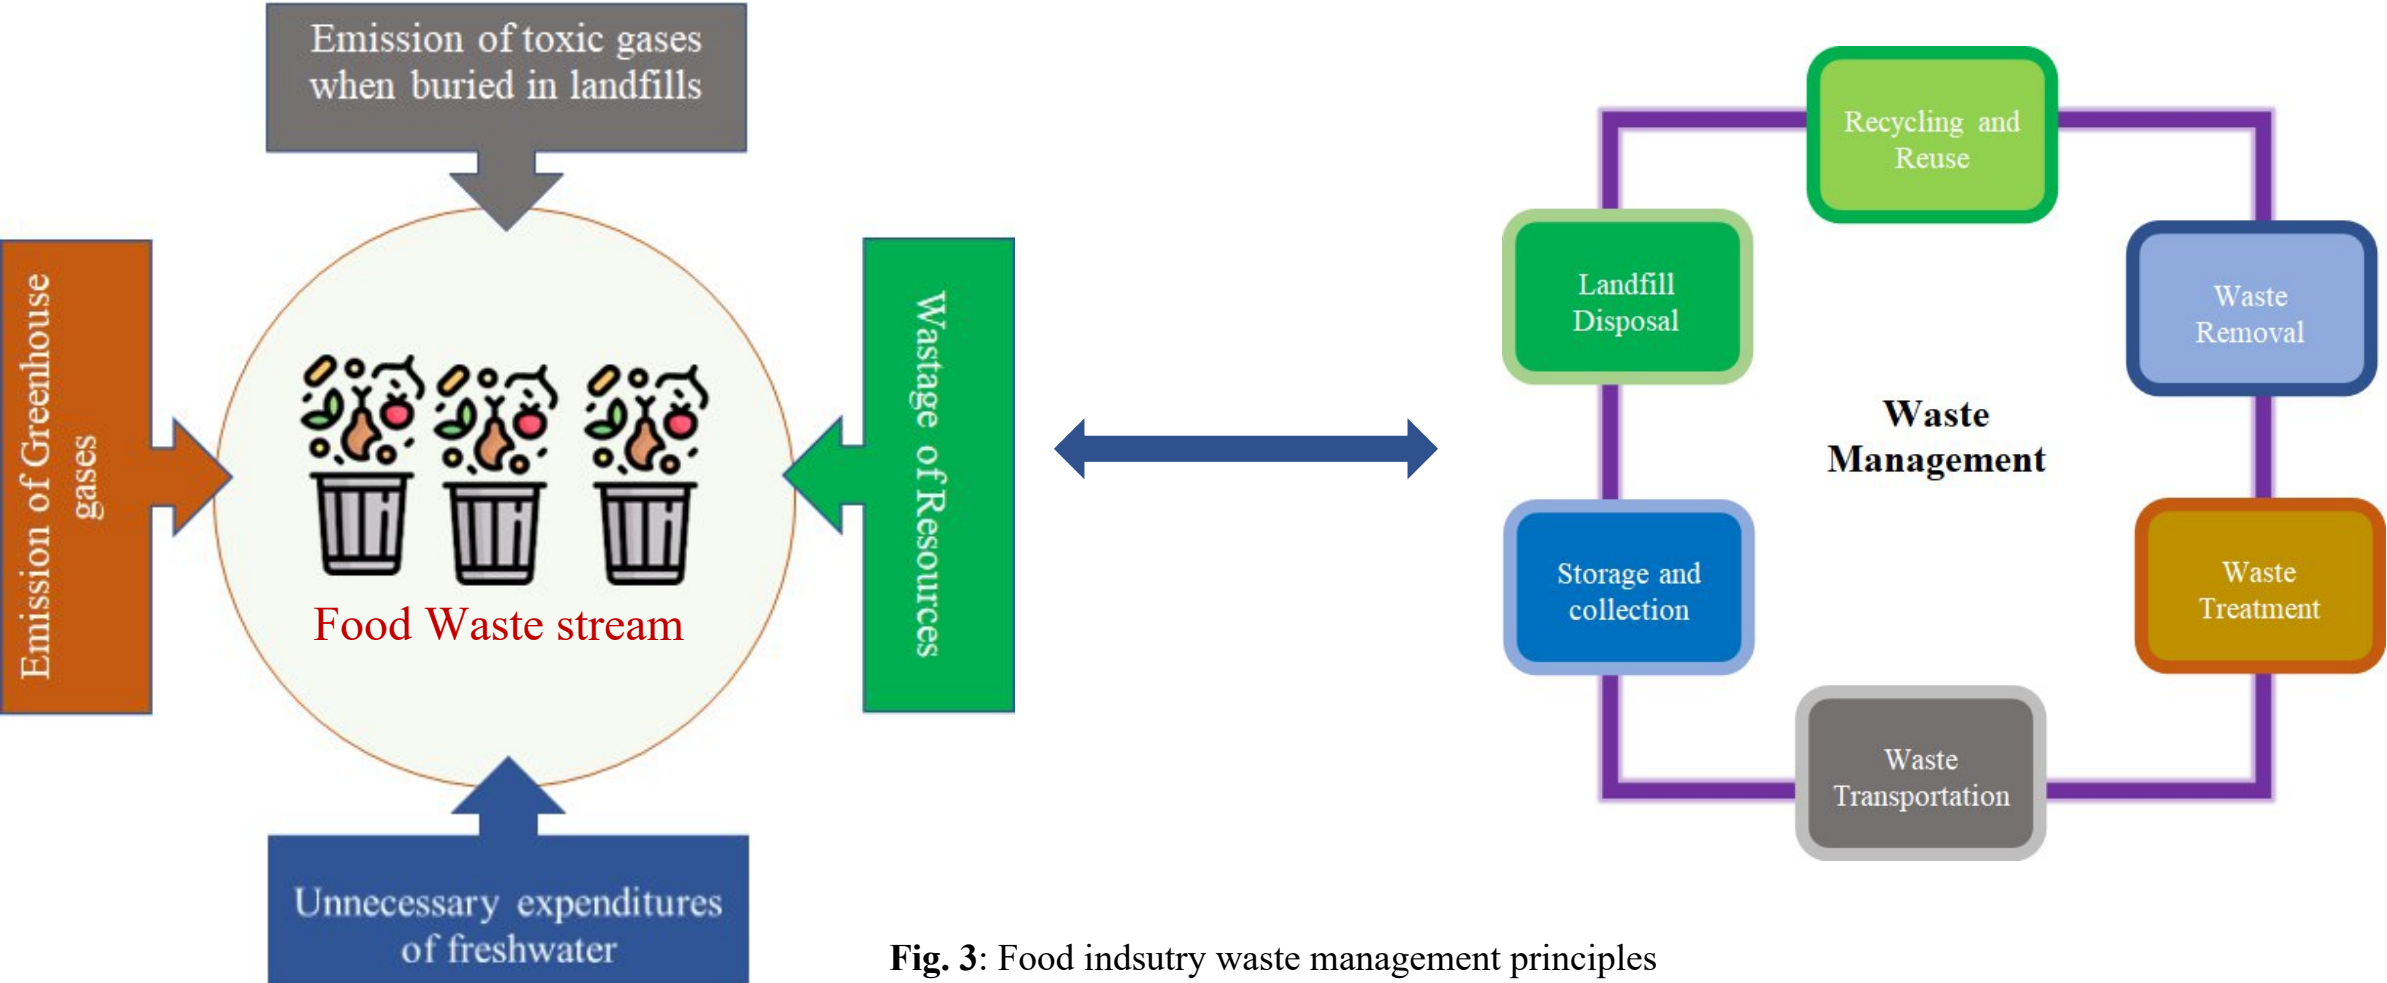 Emission of toxic gases
when buried in landfills
Emission of Greenhouse
gases
Wastage of Resources
Food Waste stream
Unnecessary expenditures
of freshwater
Recycling and
Reuse
Landfill
Disposal
Waste
Removal
Waste
Management
Storage and
collection
Waste
Treatment
Waste
Transportation
Fig. 3: Food indsutry waste management principles